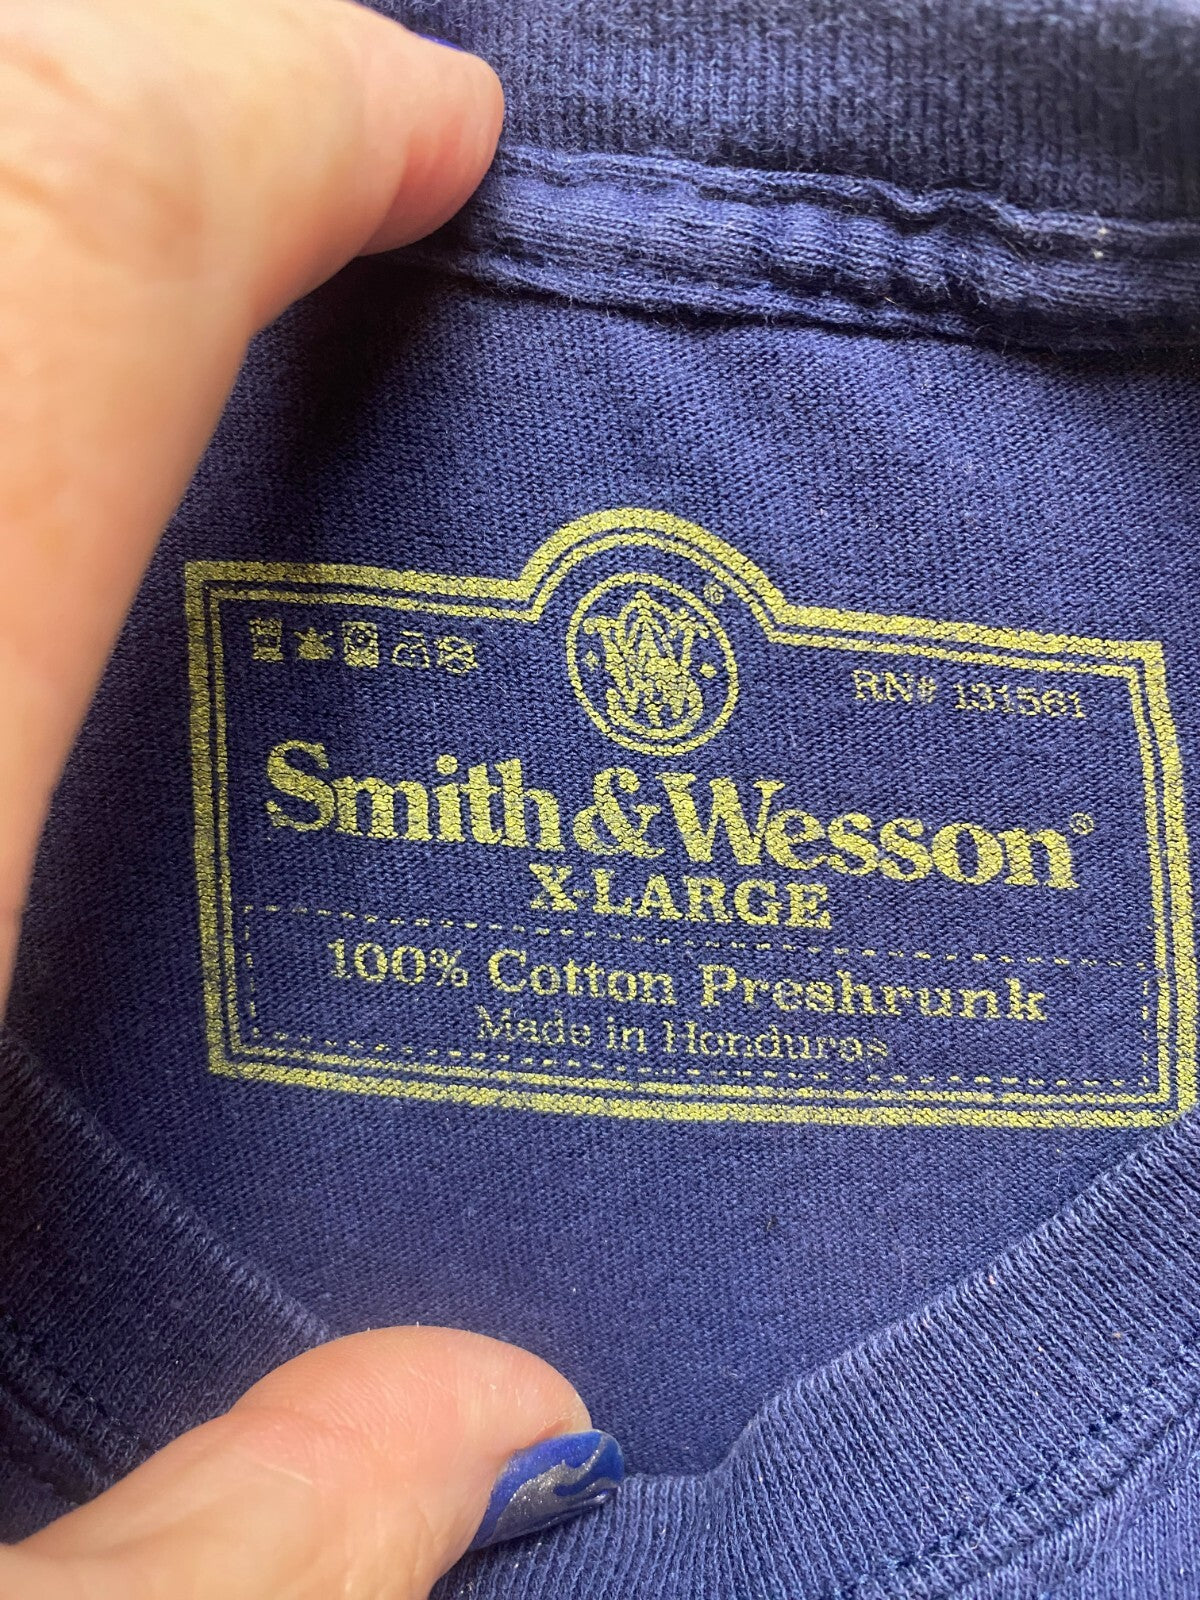 RN# 131561
Smith & Wesson®
X-LARGE
100% Cotton Preshrunk
Made in Honduras